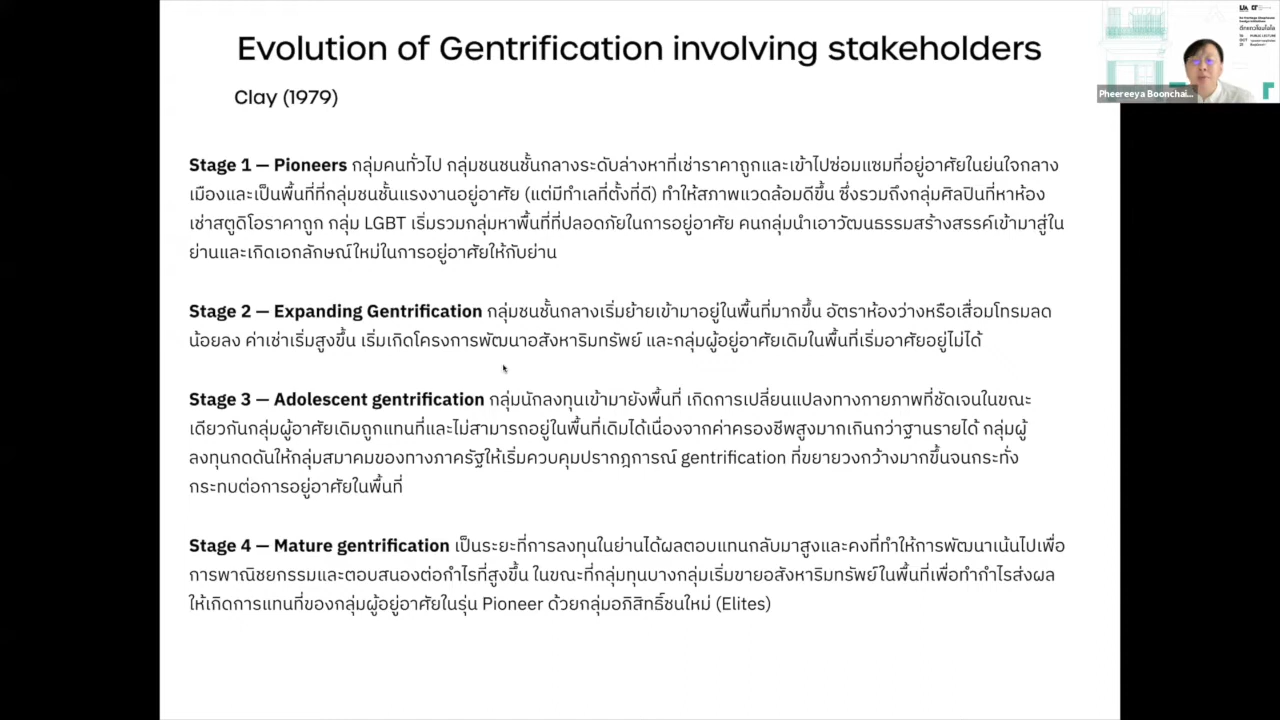 Evolution of Gentrification involving stakeholders
Clay (1979)
Stage 1 — Pioneers กลุ่มคนทั่วไป กลุ่มชนชนชั้นกลางระดับล่างหาที่เช่าราคาถูกและเข้าไปซ่อมแซมที่อยู่อาศัยในย่นใจกลาง
เมืองและเป็นพื้นที่ที่กลุ่มชนชั้นแรงงานอยู่อาศัย (แต่มีทำเลที่ตั้งที่ดี) ทำให้สภาพแวดล้อมดีขึ้น ซึ่งรวมถึงกลุ่มศิลปินที่หาห้อง
เช่าสตูดิโอราคาถูก กลุ่ม LGBT เริ่มรวมกลุ่มหาพื้นที่ที่ปลอดภัยในการอยู่อาศัย คนกลุ่มนำเอาวัฒนธรรมสร้างสรรค์เข้ามาสู่ใน
ย่านและเกิดเอกลักษณ์ใหม่ในการอยู่อาศัยให้กับย่าน
Stage 2 — Expanding Gentrification กลุ่มชนชั้นกลางเริ่มย้ายเข้ามาอยู่ในพื้นที่มากขึ้น อัตราห้องว่างหรือเสื่อมโทรมลด
น้อยลง ค่าเช่าเริ่มสูงขึ้น เริ่มเกิดโครงการพัฒนาอสังหาริมทรัพย์ และกลุ่มผู้อยู่อาศัยเดิมในพื้นที่เริ่มอาศัยอยู่ไม่ได้
Stage 3 — Adolescent gentrification กลุ่มนักลงทุนเข้ามายังพื้นที่ เกิดการเปลี่ยนแปลงทางกายภาพที่ชัดเจนในขณะ
เดียวกันกลุ่มผู้อาศัยเดิมถูกแทนที่และไม่สามารถอยู่ในพื้นที่เดิมได้เนื่องจากค่าครองชีพสูงมากเกินกว่าฐานรายได้ กลุ่มผู้
ลงทุนกดดันให้กลุ่มสมาคมของทางภาครัฐให้เริ่มควบคุมปรากฏการณ์ gentrification ที่ขยายวงกว้างมากขึ้นจนกระทั่ง
กระทบต่อการอยู่อาศัยในพื้นที่
Stage 4 — Mature gentrification เป็นระยะที่การลงทุนในย่านได้ผลตอบแทนกลับมาสูงและคงที่ทำให้การพัฒนาเน้นไปเพื่อ
การพาณิชยกรรมและตอบสนองต่อกำไรที่สูงขึ้น ในขณะที่กลุ่มทุนบางกลุ่มเริ่มขายอสังหาริมทรัพย์ในพื้นที่เพื่อทำกำไรส่งผล
ให้เกิดการแทนที่ของกลุ่มผู้อยู่อาศัยในรุ่น Pioneer ด้วยกลุ่มอภิสิทธิ์ชนใหม่ (Elites)
Pheereeya Boonchai...